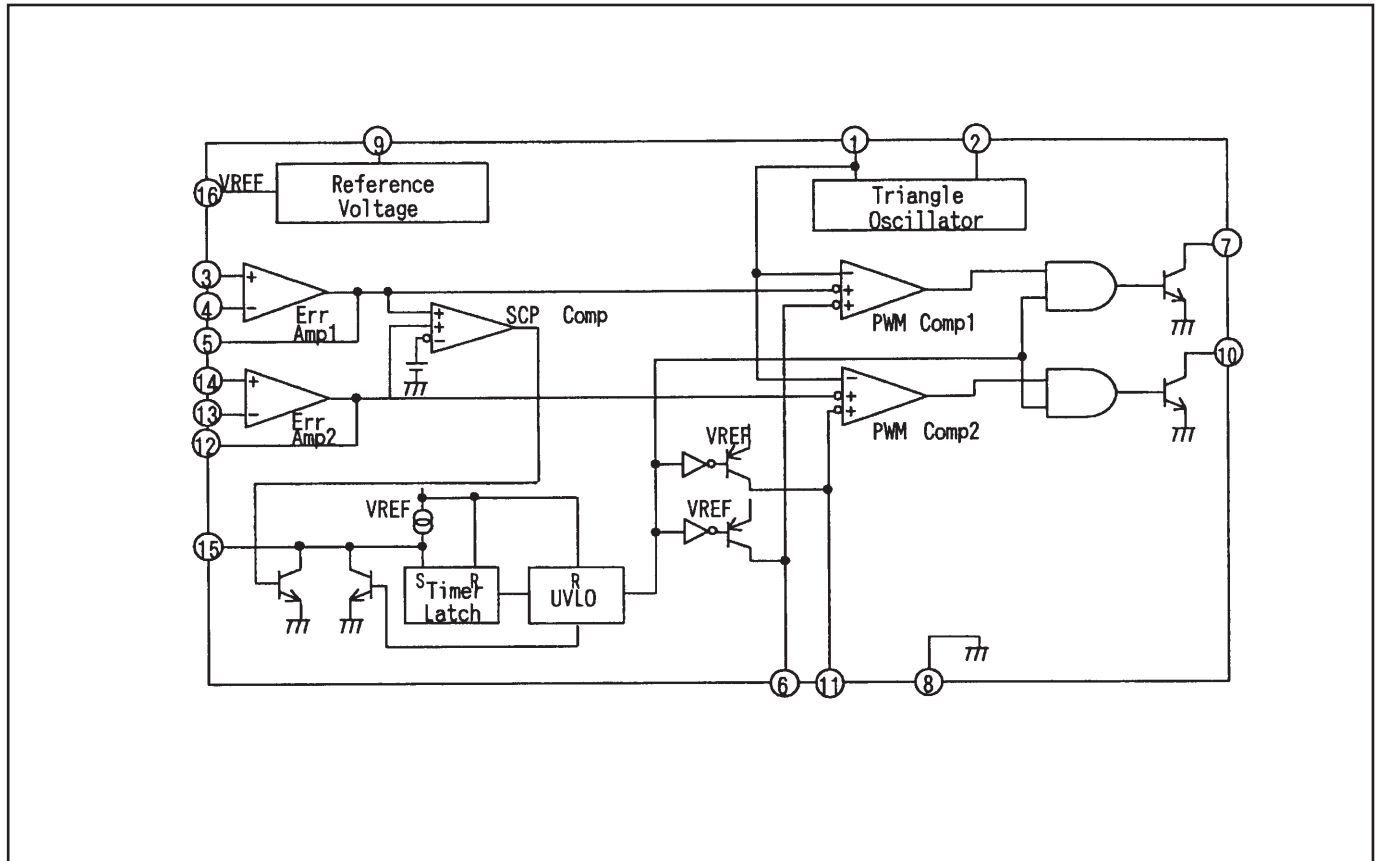 9
1
2
16
VREF
Reference
Voltage
Triangle
Oscillator
7
3
+
4
−
Err
Amp1
5
+
+
−
SCP Comp
−
+
+
PWM Comp1
10
14
+
13
−
Err
Amp2
12
−
+
+
PWM Comp2
VREF
VREF
VREF
15
S
R
Timer
Latch
R
UVLO
6
11
8